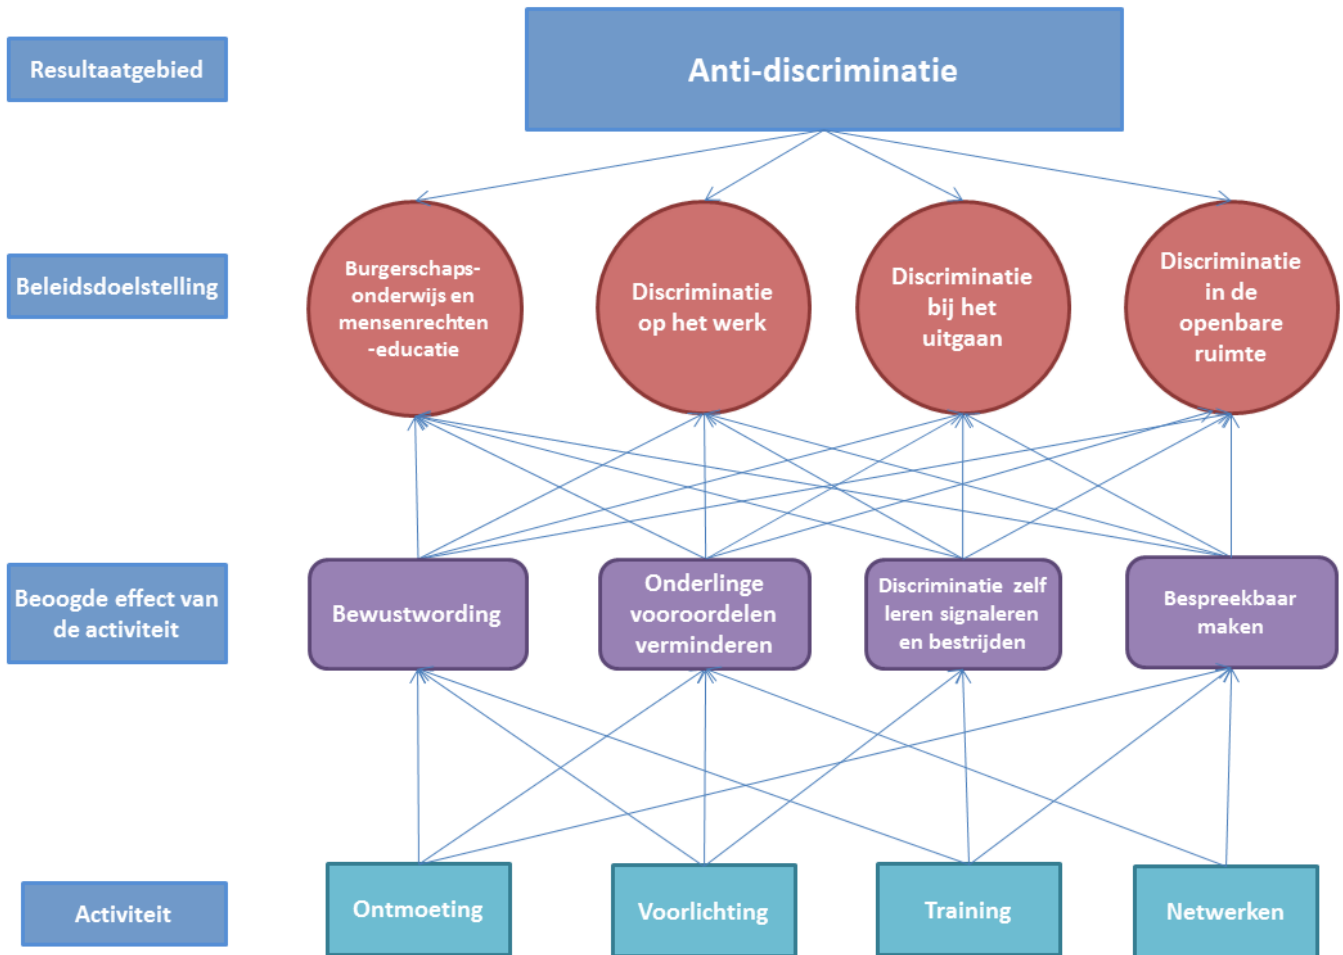 Resultaatgebied
Anti-discriminatie
Beleidsdoelstelling
Burgerschaps-
onderwijs en
mensenrechten
-educatie
Discriminatie
op het werk
Discriminatie
bij het
uitgaan
Discriminatie
in de
openbare
ruimte
Beoogde effect van
de activiteit
Bewustwording
Onderlinge
vooroordelen
verminderen
Discriminatie zelf
leren signaleren
en bestrijden
Bespreekbaar
maken
Activiteit
Ontmoeting
Voorlichting
Training
Netwerken